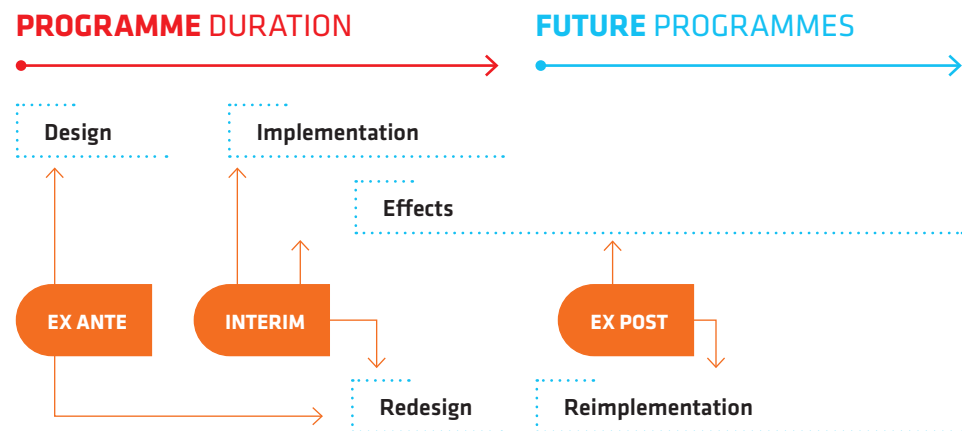 PROGRAMME DURATION
FUTURE PROGRAMMES
Design
Implementation
Effects
EX ANTE
INTERIM
EX POST
Redesign
Reimplementation